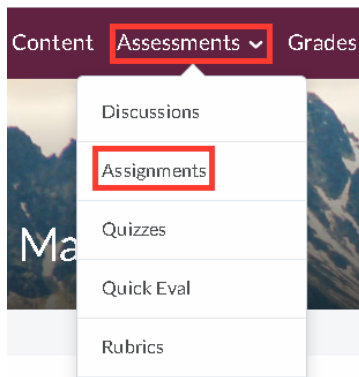 Content Assessments Grades
Discussions
Assignments
Ma
Quizzes
Quick Eval
Rubrics